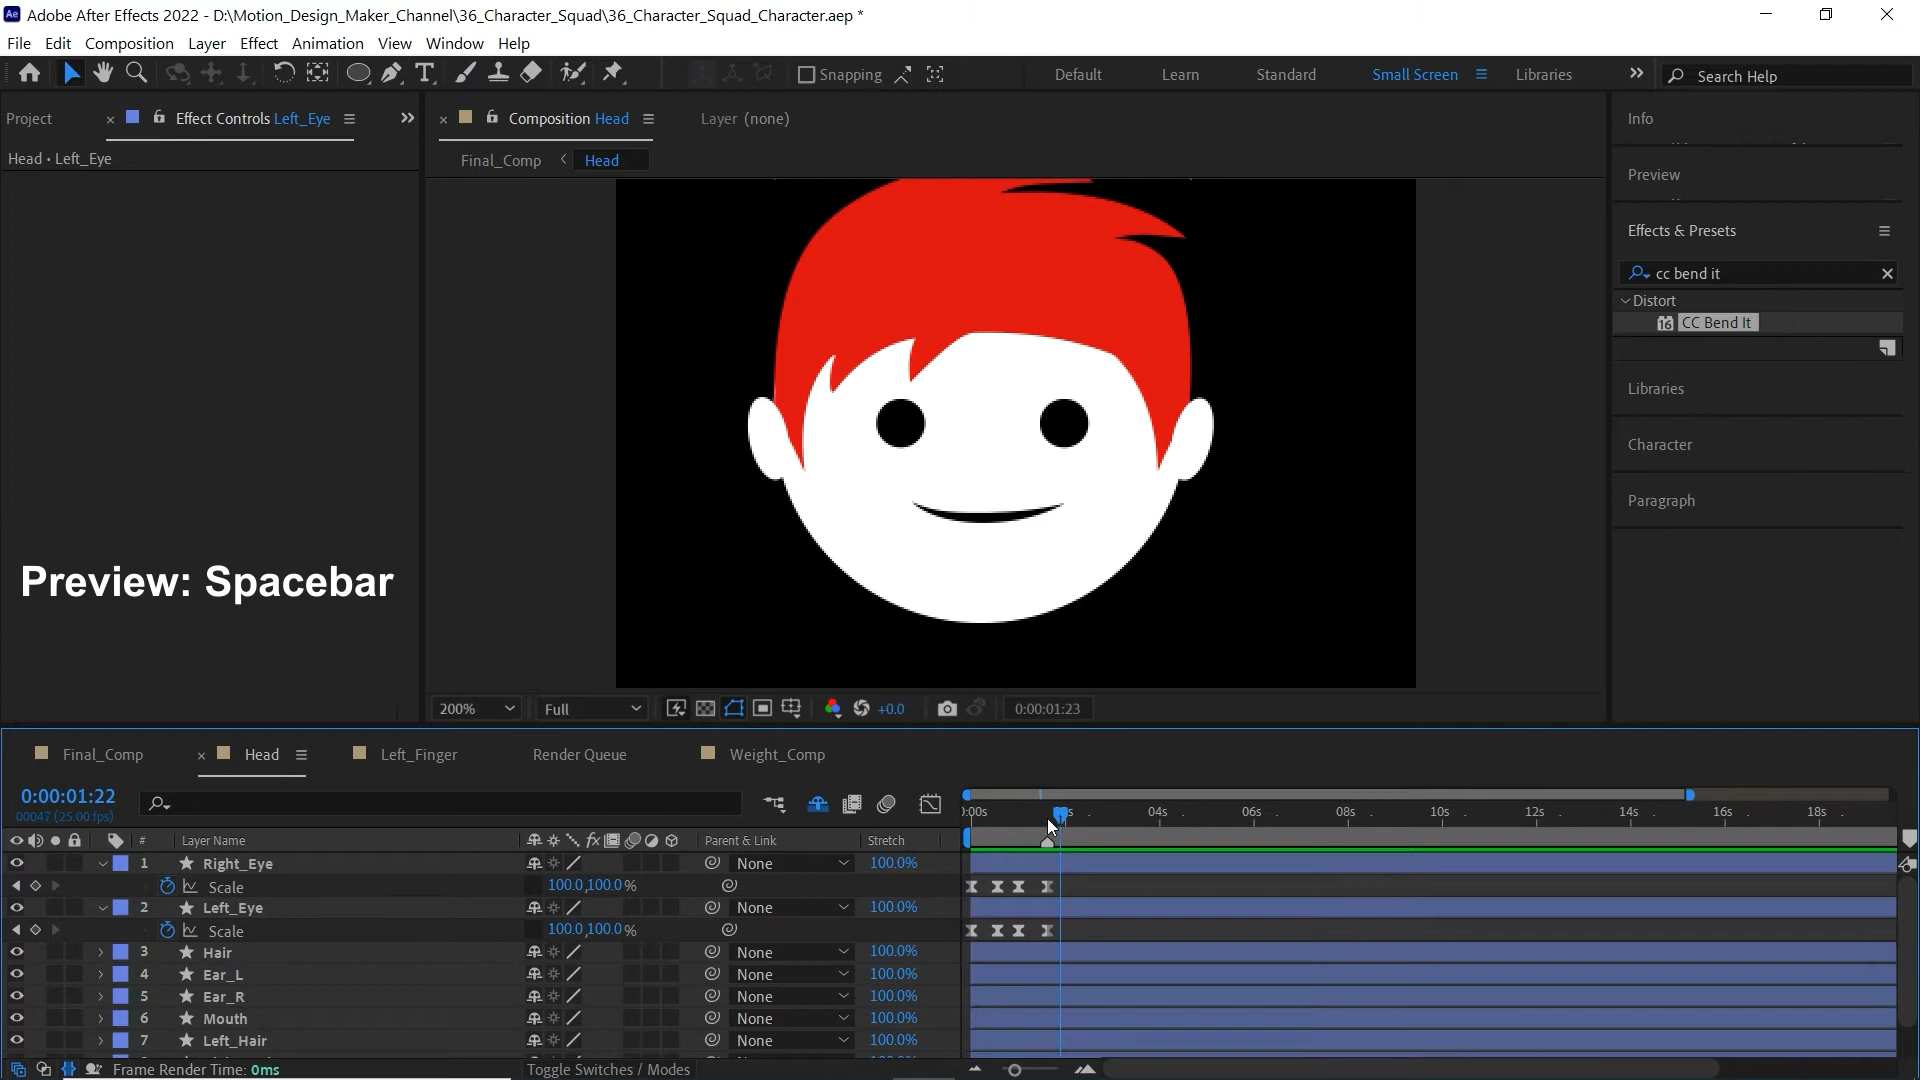 Adobe After Effects 2022 - D:\Motion_Design_Maker_Channel\36_Character_Squad\36_Character_Squad_Character.aep *
File Edit Composition Layer Effect Animation View Window Help
Snapping Default Learn Standard Small Screen Libraries Search Help
Project Effect Controls Left_Eye Composition Head Layer (none) Info
Head • Left_Eye Final_Comp Head
Preview
Effects & Presets
cc bend it
Distort
16 CC Bend It
Libraries
Character
Paragraph
Preview: Spacebar
200% Full +0.0 0:00:01:23
Final_Comp Head Left_Finger Render Queue Weight_Comp
0:00:01:22
00047 (25.00 fps)
04s 06s 08s 10s 12s 14s 16s 18s
# Layer Name fx Parent & Link Stretch
1 Right_Eye None 100.0%
Scale 100.0,100.0 %
2 Left_Eye None 100.0%
Scale 100.0,100.0 %
3 Hair None 100.0%
4 Ear_L None 100.0%
5 Ear_R None 100.0%
6 Mouth None 100.0%
7 Left_Hair None 100.0%
Frame Render Time: 0ms Toggle Switches / Modes